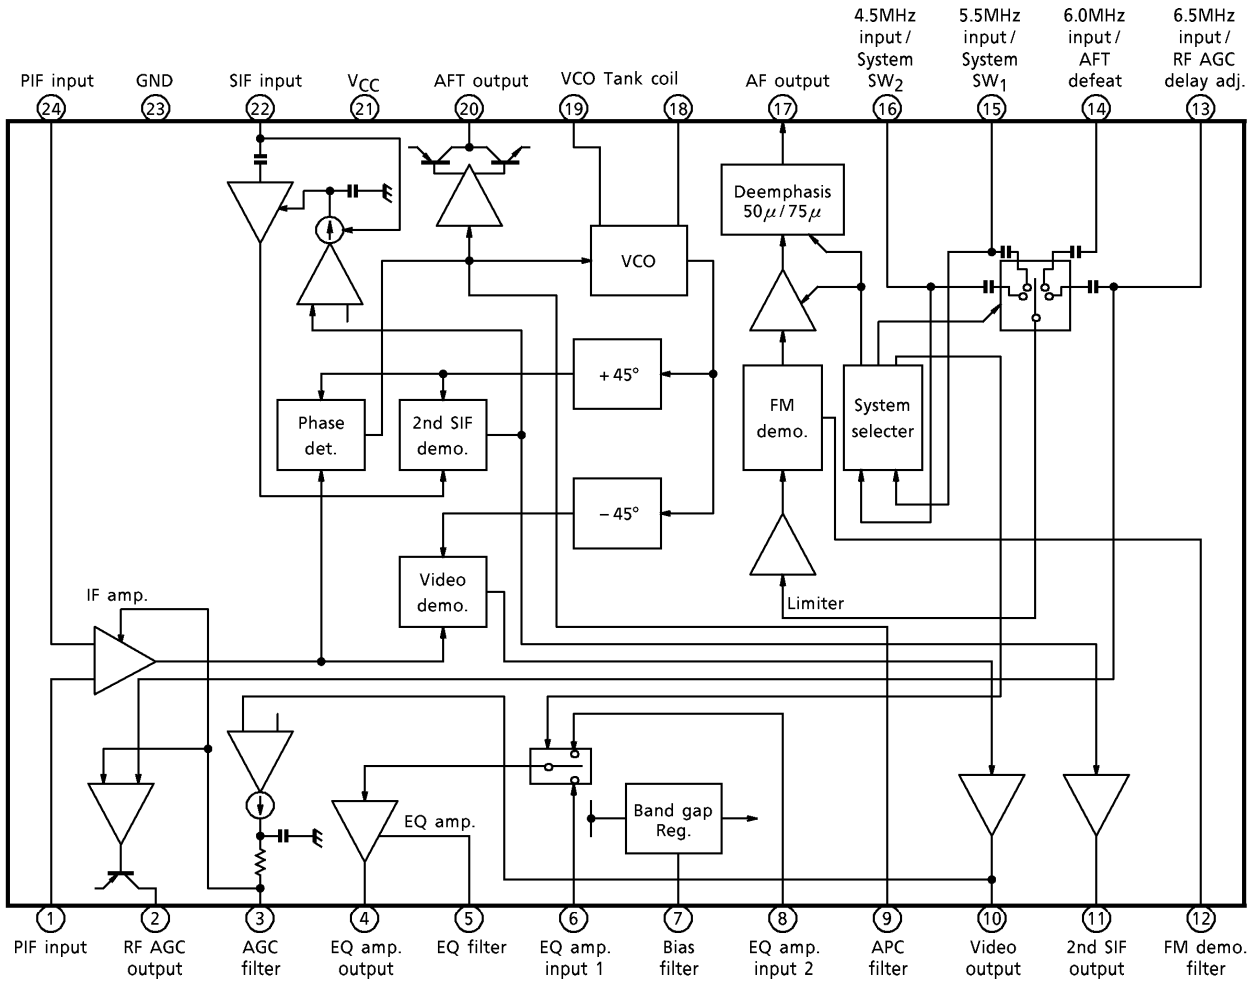 4.5MHz
input/
System
SW2
5.5MHz
input/
System
SW1
6.0MHz
input/
AFT
defeat
6.5MHz
input/
RF AGC
delay adj.
PIF input
GND
SIF input
VCC
AFT output
VCO Tank coil
AF output
24
23
22
21
20
19
18
17
16
15
14
13
Deemphasis
50μ/75μ
VCO
+45°
Phase
det.
2nd SIF
demo.
FM
demo.
System
selecter
−45°
Video
demo.
IF amp.
Limiter
EQ amp.
Band gap
Reg.
1
2
3
4
5
6
7
8
9
10
11
12
PIF input
RF AGC
output
AGC
filter
EQ amp.
output
EQ filter
EQ amp.
input 1
Bias
filter
EQ amp.
input 2
APC
filter
Video
output
2nd SIF
output
FM demo.
filter